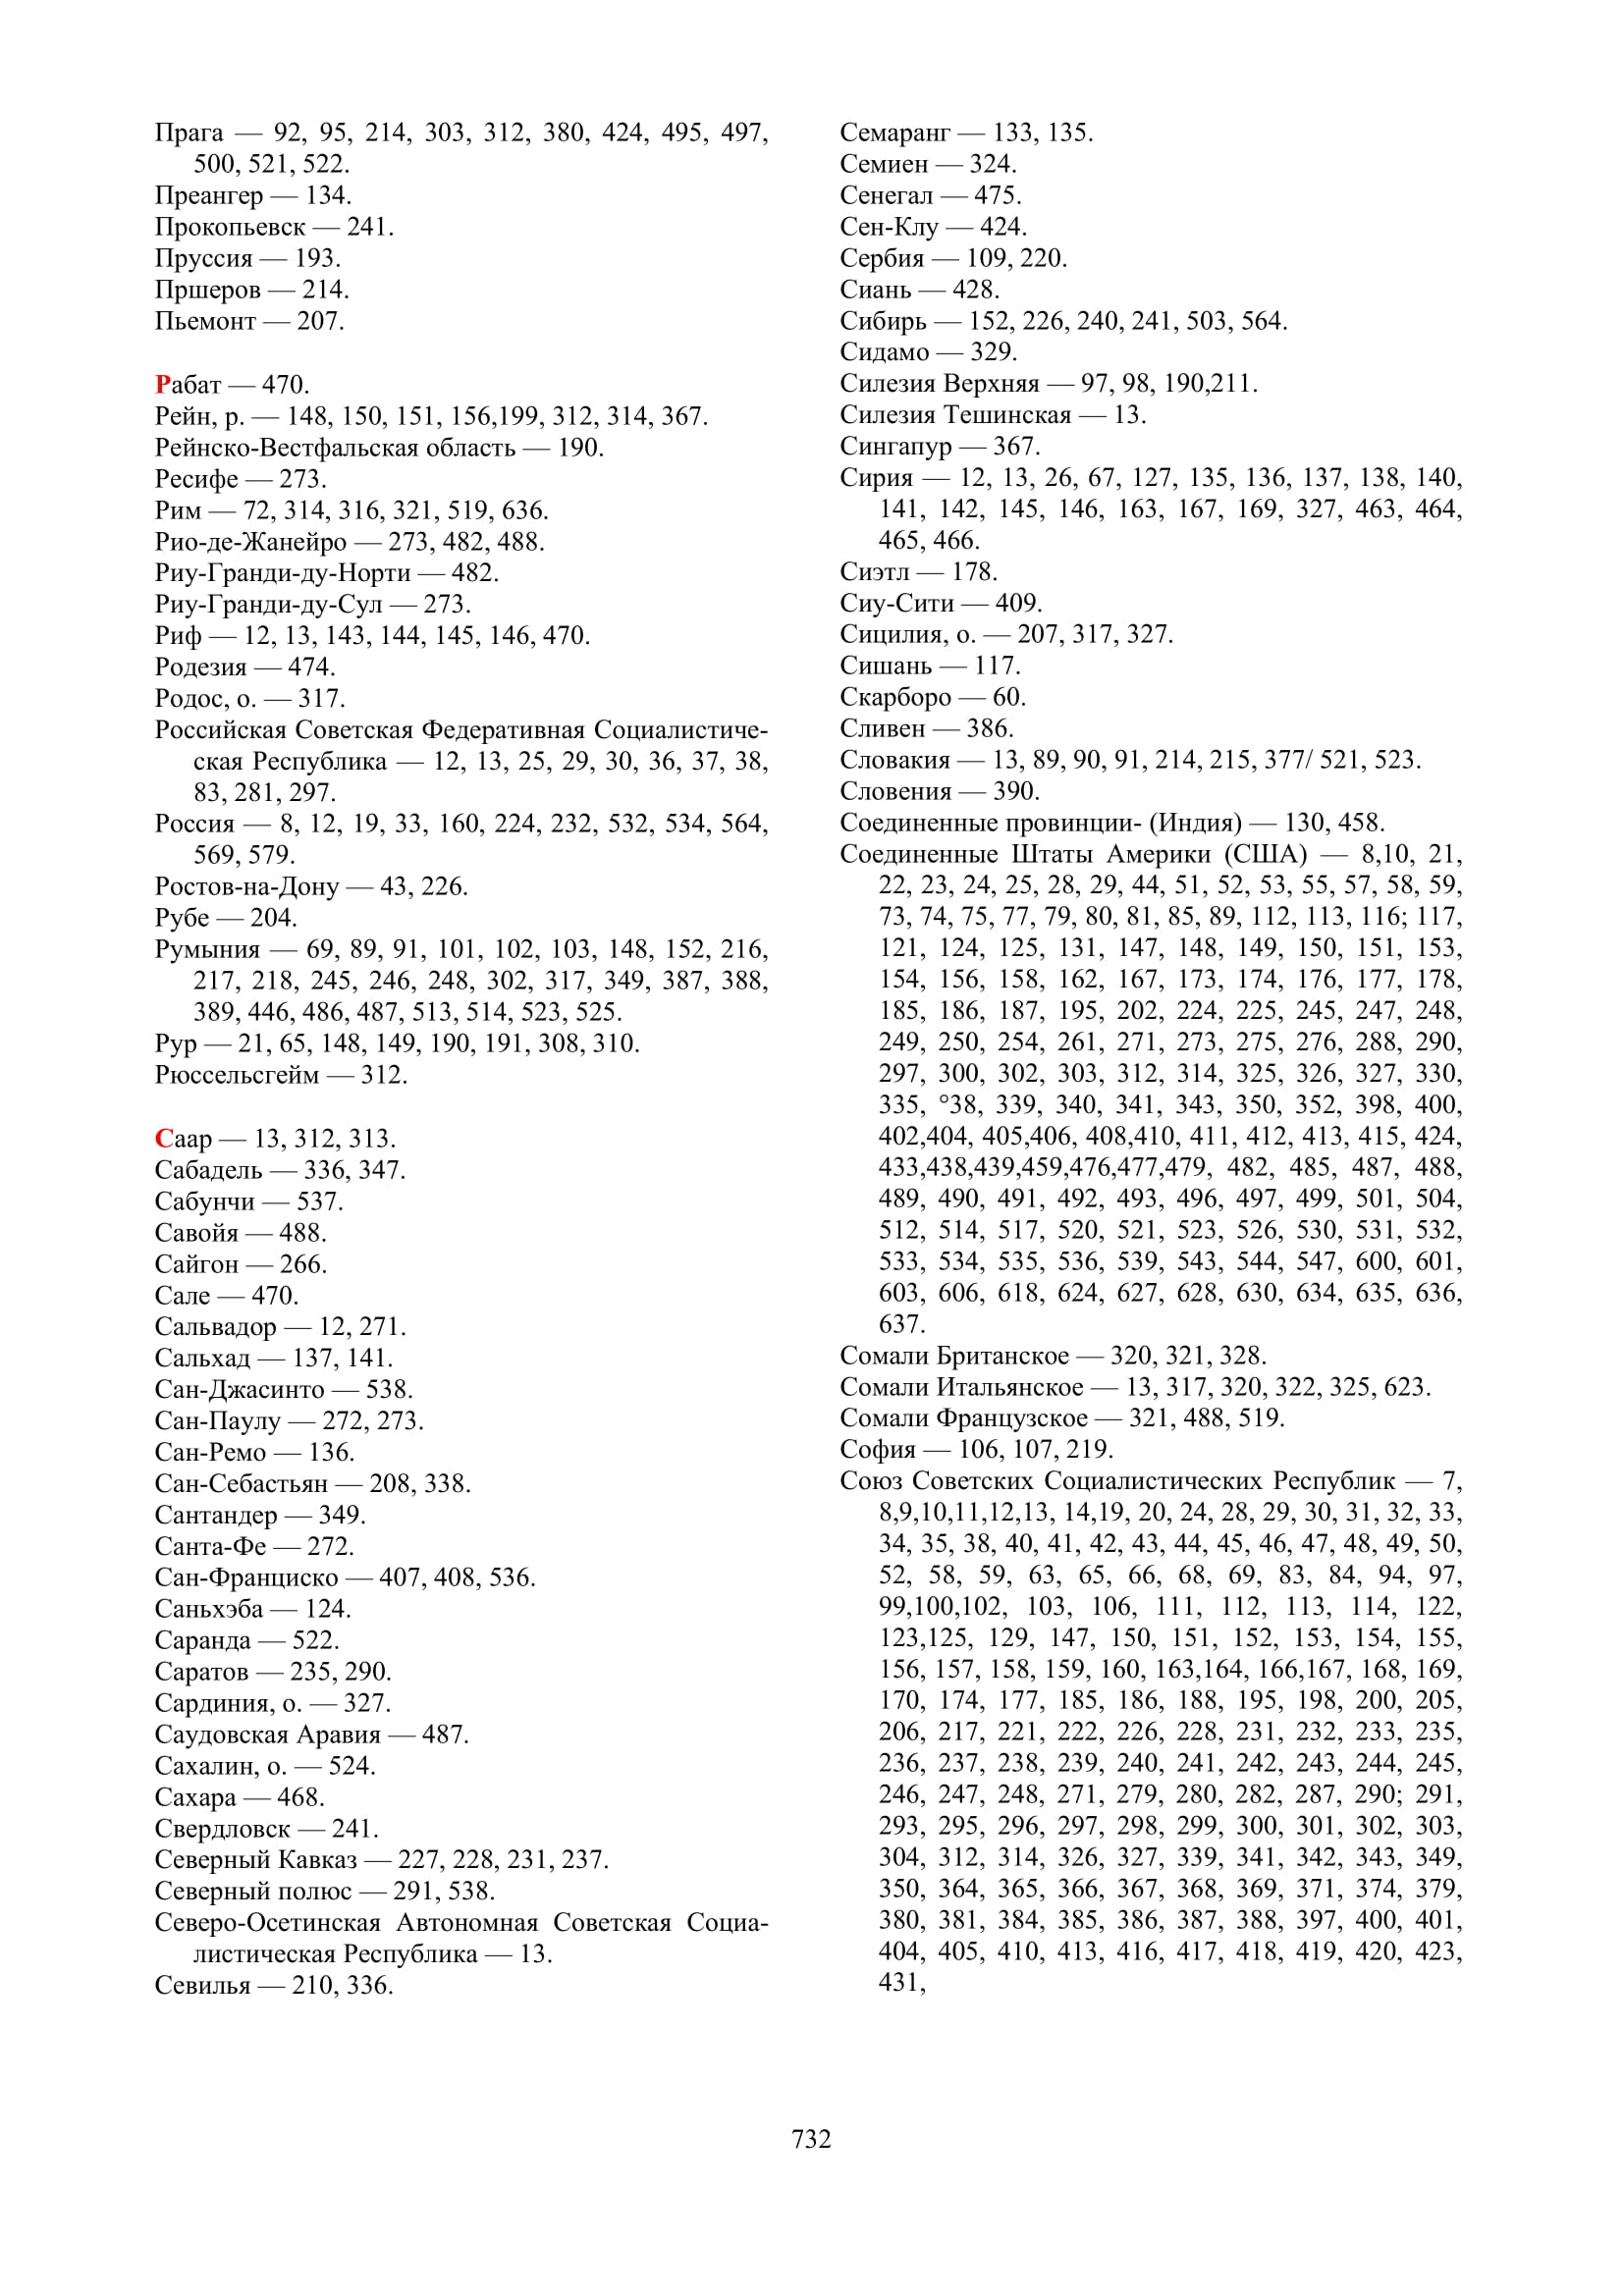 Прага — 92, 95, 214, 303, 312, 380, 424, 495, 497,
500, 521, 522.
Преангер — 134.
Прокопьевск — 241.
Пруссия — 193.
Пршеров — 214.
Пьемонт — 207.
Рабат — 470.
Рейн, р. — 148, 150, 151, 156,199, 312, 314, 367.
Рейнско-Вестфальская область — 190.
Ресифе — 273.
Рим — 72, 314, 316, 321, 519, 636.
Рио-де-Жанейро — 273, 482, 488.
Риу-Гранди-ду-Норти — 482.
Риу-Гранди-ду-Сул — 273.
Риф — 12, 13, 143, 144, 145, 146, 470.
Родезия — 474.
Родос, о. — 317.
Российская Советская Федеративная Социалистиче-
ская Республика — 12, 13, 25, 29, 30, 36, 37, 38,
83, 281, 297.
Россия — 8, 12, 19, 33, 160, 224, 232, 532, 534, 564,
569, 579.
Ростов-на-Дону — 43, 226.
Рубе — 204.
Румыния — 69, 89, 91, 101, 102, 103, 148, 152, 216,
217, 218, 245, 246, 248, 302, 317, 349, 387, 388,
389, 446, 486, 487, 513, 514, 523, 525.
Рур — 21, 65, 148, 149, 190, 191, 308, 310.
Рюссельсгейм — 312.
Саар — 13, 312, 313.
Сабадель — 336, 347.
Сабунчи — 537.
Савойя — 488.
Сайгон — 266.
Сале — 470.
Сальвадор — 12, 271.
Сальхад — 137, 141.
Сан-Джасинто — 538.
Сан-Паулу — 272, 273.
Сан-Ремо — 136.
Сан-Себастьян — 208, 338.
Сантандер — 349.
Санта-Фе — 272.
Сан-Франциско — 407, 408, 536.
Саньхэба — 124.
Саранда — 522.
Саратов — 235, 290.
Сардиния, о. — 327.
Саудовская Аравия — 487.
Сахалин, о. — 524.
Сахара — 468.
Свердловск — 241.
Северный Кавказ — 227, 228, 231, 237.
Северный полюс — 291, 538.
Северо-Осетинская Автономная Советская Социа-
листическая Республика — 13.
Севилья — 210, 336.
Семаранг — 133, 135.
Семиен — 324.
Сенегал — 475.
Сен-Клу — 424.
Сербия — 109, 220.
Сиань — 428.
Сибирь — 152, 226, 240, 241, 503, 564.
Сидамо — 329.
Силезия Верхняя — 97, 98, 190,211.
Силезия Тешинская — 13.
Сингапур — 367.
Сирия — 12, 13, 26, 67, 127, 135, 136, 137, 138, 140,
141, 142, 145, 146, 163, 167, 169, 327, 463, 464,
465, 466.
Сиэтл — 178.
Сиу-Сити — 409.
Сицилия, о. — 207, 317, 327.
Сишань — 117.
Скарборо — 60.
Сливен — 386.
Словакия — 13, 89, 90, 91, 214, 215, 377/ 521, 523.
Словения — 390.
Соединенные провинции- (Индия) — 130, 458.
Соединенные Штаты Америки (США) — 8,10, 21,
22, 23, 24, 25, 28, 29, 44, 51, 52, 53, 55, 57, 58, 59,
73, 74, 75, 77, 79, 80, 81, 85, 89, 112, 113, 116; 117,
121, 124, 125, 131, 147, 148, 149, 150, 151, 153,
154, 156, 158, 162, 167, 173, 174, 176, 177, 178,
185, 186, 187, 195, 202, 224, 225, 245, 247, 248,
249, 250, 254, 261, 271, 273, 275, 276, 288, 290,
297, 300, 302, 303, 312, 314, 325, 326, 327, 330,
335, °38, 339, 340, 341, 343, 350, 352, 398, 400,
402,404, 405,406, 408,410, 411, 412, 413, 415, 424,
433,438,439,459,476,477,479, 482, 485, 487, 488,
489, 490, 491, 492, 493, 496, 497, 499, 501, 504,
512, 514, 517, 520, 521, 523, 526, 530, 531, 532,
533, 534, 535, 536, 539, 543, 544, 547, 600, 601,
603, 606, 618, 624, 627, 628, 630, 634, 635, 636,
637.
Сомали Британское — 320, 321, 328.
Сомали Итальянское — 13, 317, 320, 322, 325, 623.
Сомали Французское — 321, 488, 519.
София — 106, 107, 219.
Союз Советских Социалистических Республик — 7,
8,9,10,11,12,13, 14,19, 20, 24, 28, 29, 30, 31, 32, 33,
34, 35, 38, 40, 41, 42, 43, 44, 45, 46, 47, 48, 49, 50,
52, 58, 59, 63, 65, 66, 68, 69, 83, 84, 94, 97,
99,100,102, 103, 106, 111, 112, 113, 114, 122,
123,125, 129, 147, 150, 151, 152, 153, 154, 155,
156, 157, 158, 159, 160, 163,164, 166,167, 168, 169,
170, 174, 177, 185, 186, 188, 195, 198, 200, 205,
206, 217, 221, 222, 226, 228, 231, 232, 233, 235,
236, 237, 238, 239, 240, 241, 242, 243, 244, 245,
246, 247, 248, 271, 279, 280, 282, 287, 290; 291,
293, 295, 296, 297, 298, 299, 300, 301, 302, 303,
304, 312, 314, 326, 327, 339, 341, 342, 343, 349,
350, 364, 365, 366, 367, 368, 369, 371, 374, 379,
380, 381, 384, 385, 386, 387, 388, 397, 400, 401,
404, 405, 410, 413, 416, 417, 418, 419, 420, 423,
431,
732